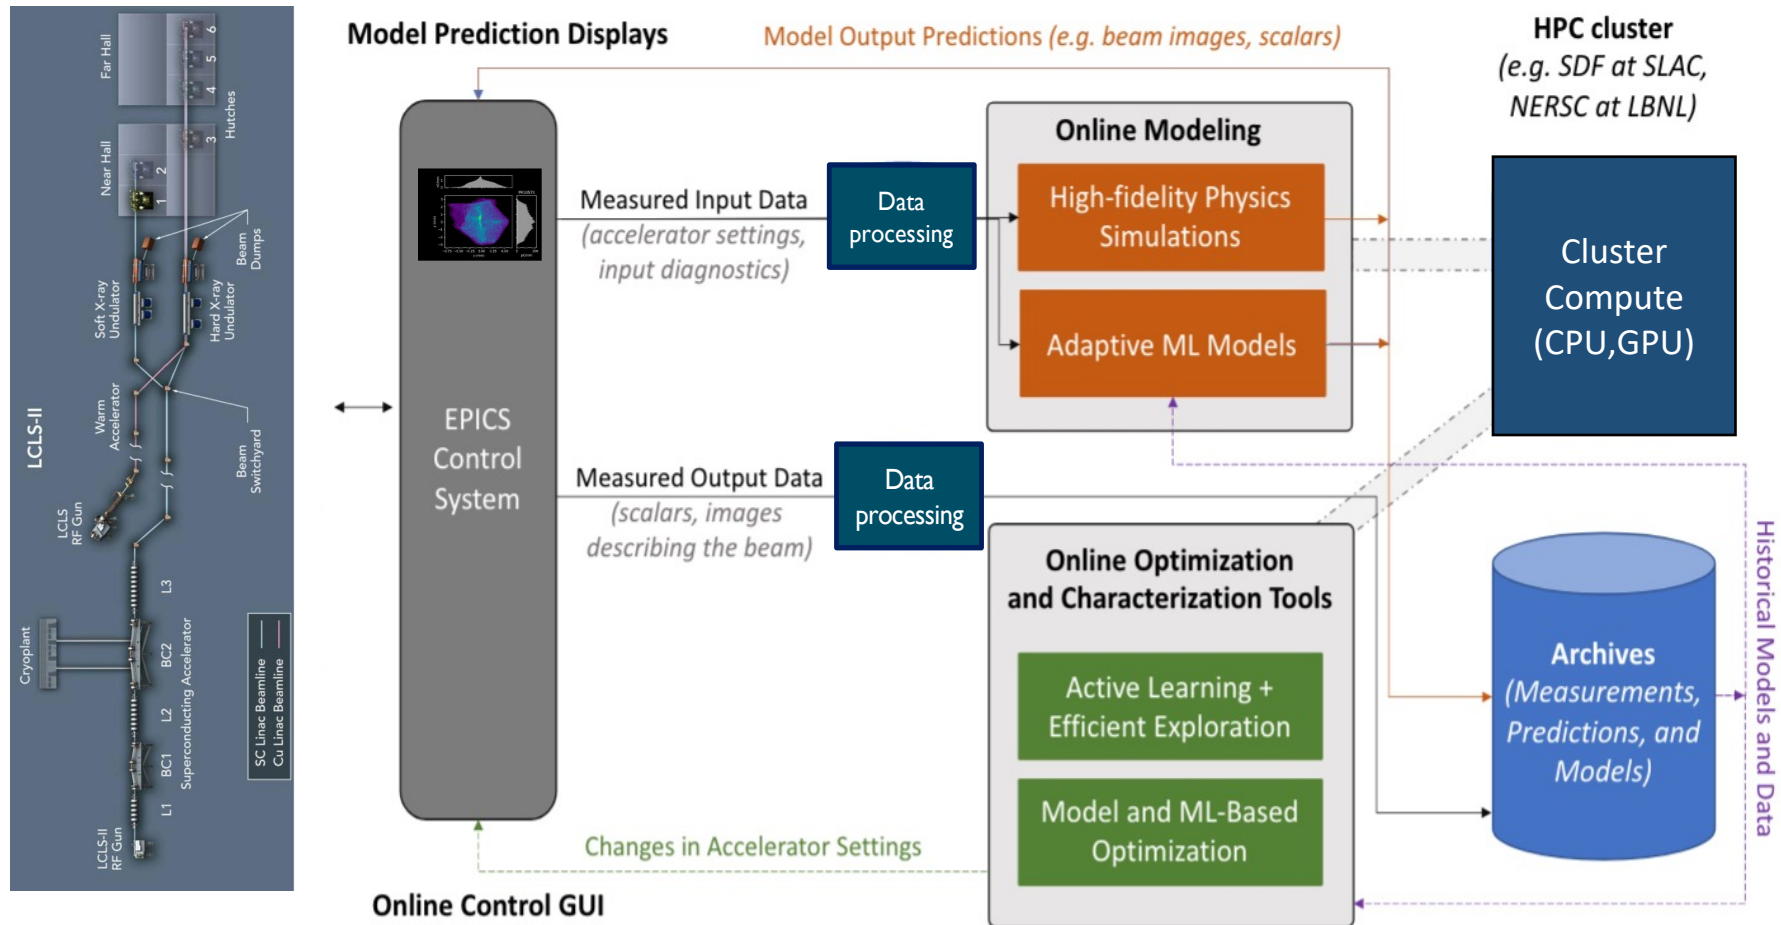 LCLS-II
Far Hall
Near Hall
Hutches
6
5
4
3
2
1
Beam
Dumps
Soft X-ray
Undulator
Hard X-ray
Undulator
Warm
Accelerator
Beam
Switchyard
LCLS
RF Gun
L3
Cryoplant
BC2
L2
BC1
L1
Superconducting Accelerator
LCLS-II
RF Gun
SC Linac Beamline
Cu Linac Beamline
Model Prediction Displays
Model Output Predictions (e.g. beam images, scalars)
HPC cluster
(e.g. SDF at SLAC,
NERSC at LBNL)
EPICS
Control
System
Measured Input Data
(accelerator settings,
input diagnostics)
Data
processing
Online Modeling
High-fidelity Physics
Simulations
Adaptive ML Models
Cluster
Compute
(CPU,GPU)
Measured Output Data
(scalars, images
describing the beam)
Data
processing
Online Optimization
and Characterization Tools
Active Learning +
Efficient Exploration
Model and ML-Based
Optimization
Archives
(Measurements,
Predictions, and
Models)
Historical Models and Data
Changes in Accelerator Settings
Online Control GUI